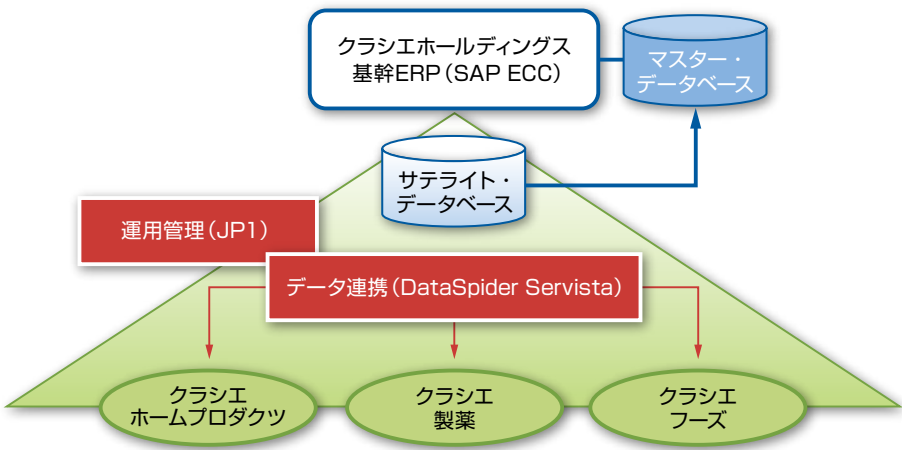 クラシエホールディングス
基幹ERP（SAP ECC）
マスター・
データベース
サテライト・
データベース
運用管理（JP1）
データ連携（DataSpider Servista）
クラシエ
ホームプロダクツ
クラシエ
製薬
クラシエ
フーズ